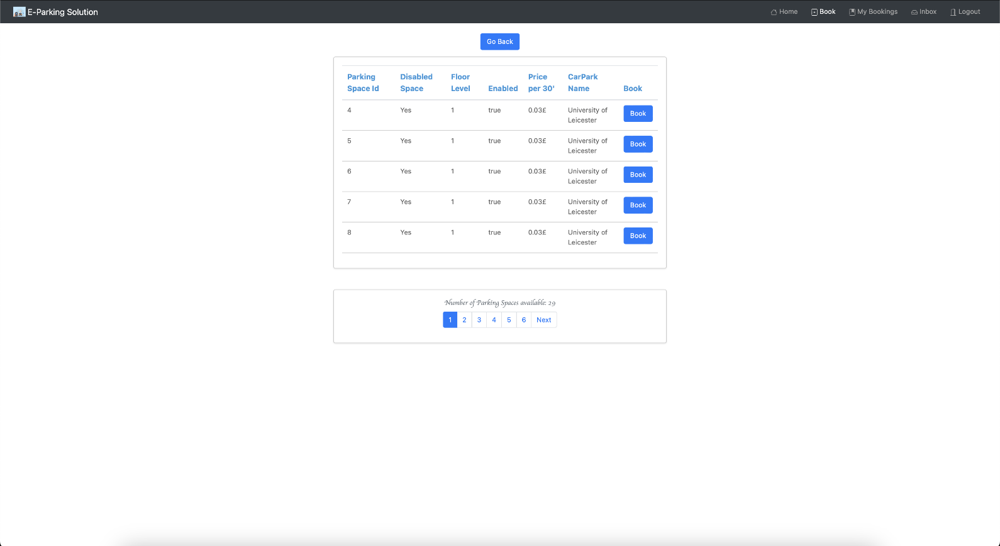 E-Parking Solution
Home Book My Bookings Inbox Logout
Go Back
Parking Space Id Disabled Space Floor Level Enabled Price per 30' CarPark Name Book
4 Yes 1 true 0.03£ University of Leicester Book
5 Yes 1 true 0.03£ University of Leicester Book
6 Yes 1 true 0.03£ University of Leicester Book
7 Yes 1 true 0.03£ University of Leicester Book
8 Yes 1 true 0.03£ University of Leicester Book
Number of Parking Spaces available: 29
1 2 3 4 5 6 Next